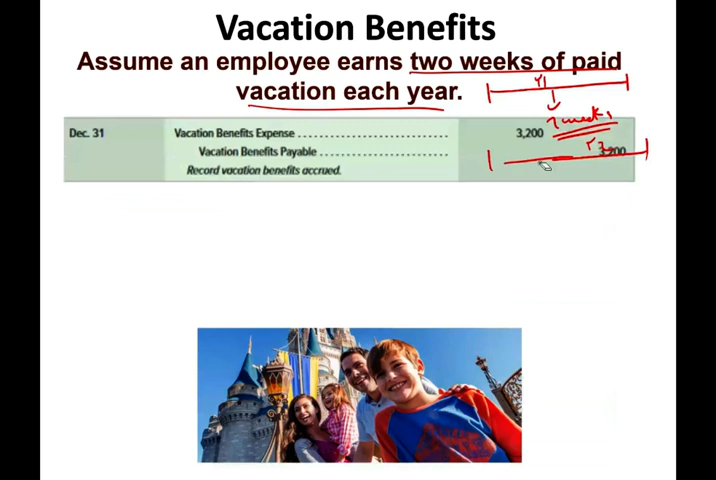 Vacation Benefits
Assume an employee earns two weeks of paid
vacation each year.
Y1
2 weeks
Dec. 31 Vacation Benefits Expense 3,200
Vacation Benefits Payable 3,200
Y2
Record vacation benefits accrued.